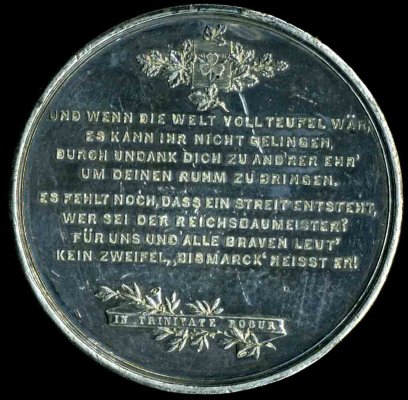 UND WENN DIE WELT VOLL TEUFEL WÄR,
ES KANN IHR NICHT GELINGEN,
DURCH UNDANK DICH ZU AND'RER EHR'
UM DEINEN RUHM ZU BRINGEN.
ES FEHLT NOCH, DASS EIN STREIT ENTSTEHT,
WER SEI DER REICHSBAUMEISTER?
FÜR UNS UND ALLE BRAVEN LEUT'
KEIN ZWEIFEL, „BISMARCK‘ HEISST ER!
IN TRINITATE ROBUR